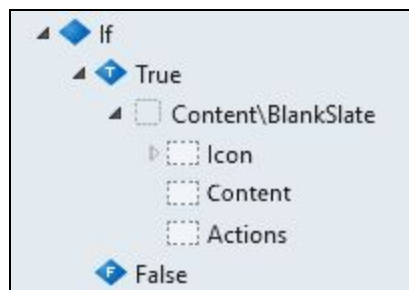 If
T True
Content\BlankSlate
Icon
Content
Actions
F False